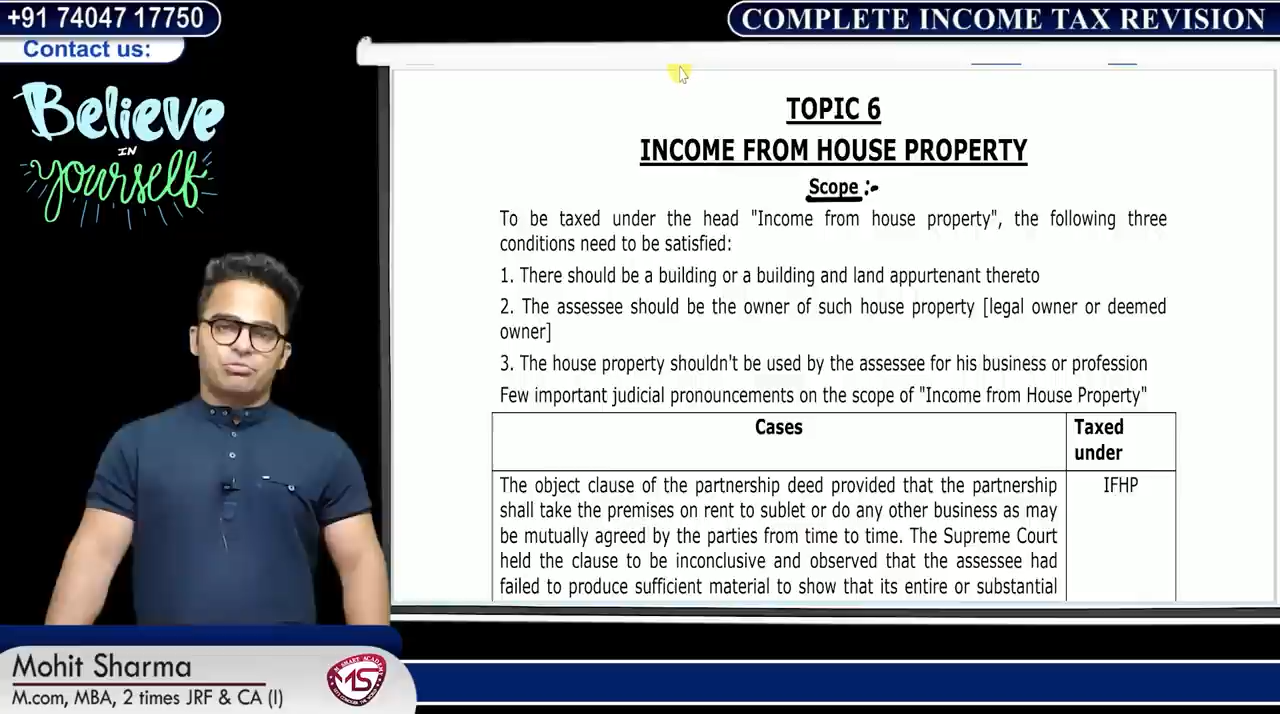 +91 74047 17750
Contact us:
COMPLETE INCOME TAX REVISION
Believe
IN
yourself
TOPIC 6
INCOME FROM HOUSE PROPERTY
Scope :-
To be taxed under the head "Income from house property", the following three
conditions need to be satisfied:
1. There should be a building or a building and land appurtenant thereto
2. The assessee should be the owner of such house property [legal owner or deemed
owner]
3. The house property shouldn't be used by the assessee for his business or profession
Few important judicial pronouncements on the scope of "Income from House Property"
Cases
Taxed
under
The object clause of the partnership deed provided that the partnership
shall take the premises on rent to sublet or do any other business as may
be mutually agreed by the parties from time to time. The Supreme Court
held the clause to be inconclusive and observed that the assessee had
failed to produce sufficient material to show that its entire or substantial
IFHP
Mohit Sharma
M.com, MBA, 2 times JRF & CA (I)
MS